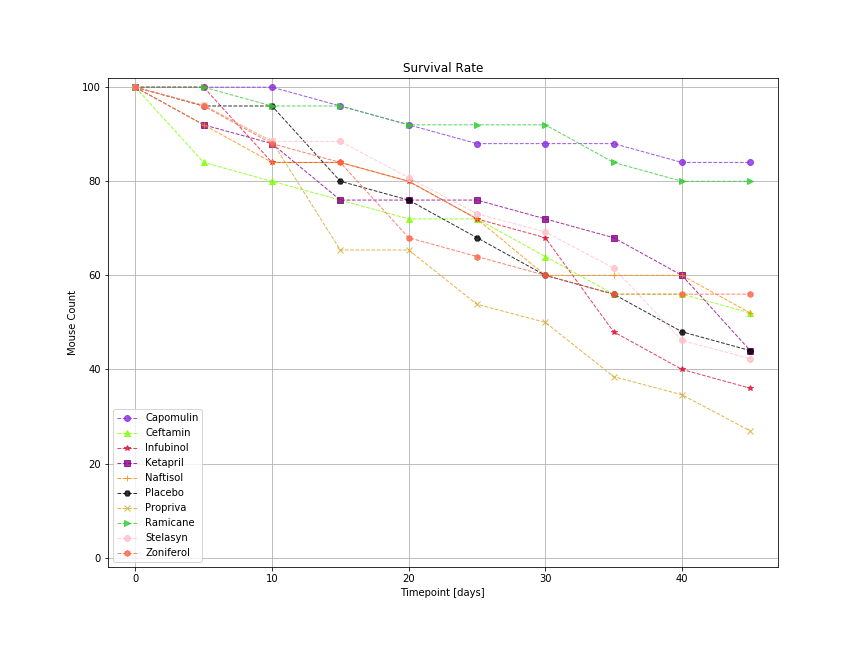 Survival Rate
100
80
60
40
20
0
Mouse Count
Capomulin
Ceftamin
Infubinol
Ketapril
Naftisol
Placebo
Propriva
Ramicane
Stelasyn
Zoniferol
0 10 20 30 40
Timepoint [days]